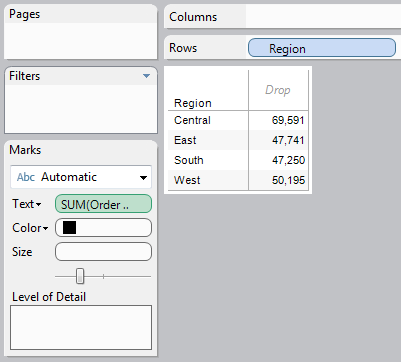 Pages
Columns
Rows Region
Filters
Region Drop
Central 69,591
East 47,741
South 47,250
West 50,195
Marks
Abc Automatic
Text SUM(Order ..
Color
Size
Level of Detail